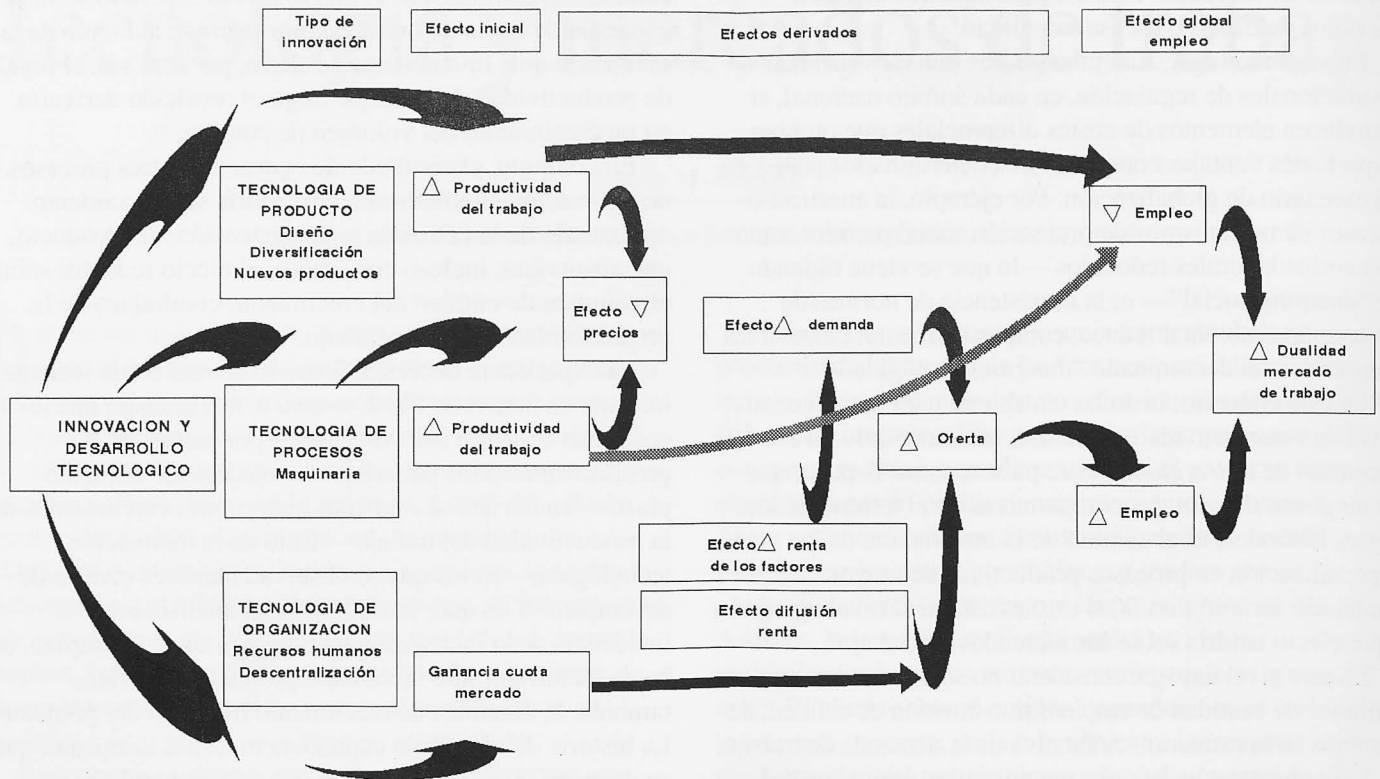 Tipo de
innovación
Efecto inicial
Efectos derivados
Efecto global
empleo
TECNOLOGIA DE
PRODUCTO
Diseño
Diversificación
Nuevos productos
△ Productividad
del trabajo
▽ Empleo
Efecto ▽
precios
Efecto △ demanda
△ Dualidad
mercado
de trabajo
INNOVACION Y
DESARROLLO
TECNOLOGICO
TECNOLOGIA DE
PROCESOS
Maquinaria
△ Productividad
del trabajo
△ Oferta
△ Empleo
Efecto △ renta
de los factores
Efecto difusión
renta
TECNOLOGIA DE
ORGANIZACION
Recursos humanos
Descentralización
Ganancia cuota
mercado